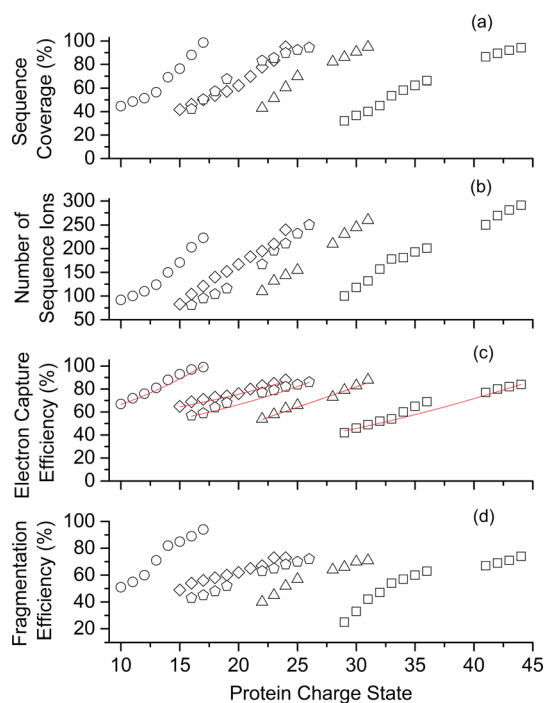 (a)
Sequence
Coverage (%)
100
80
60
40
20
0
(b)
Number of
Sequence Ions
300
250
200
150
100
50
(c)
Electron Capture
Efficiency (%)
100
80
60
40
20
0
(d)
Fragmentation
Efficiency (%)
100
80
60
40
20
10 15 20 25 30 35 40 45
Protein Charge State